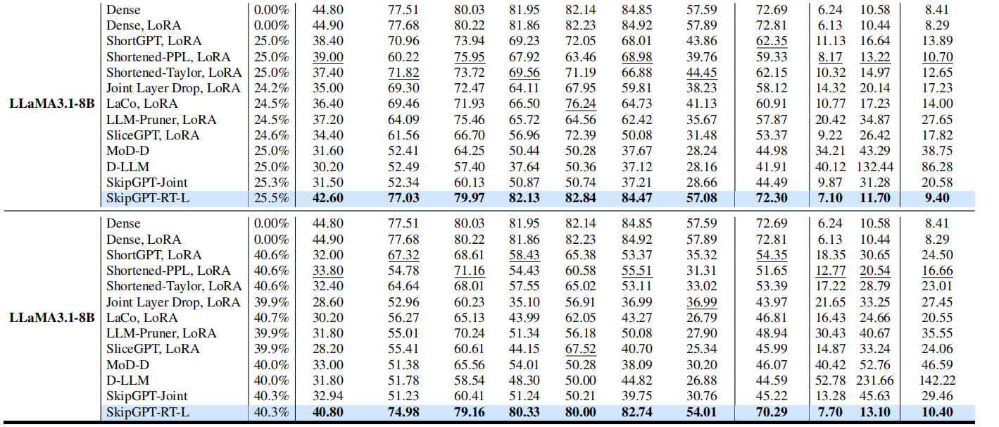 Dense 0.00% 44.80 77.51 80.03 81.95 82.14 84.85 57.59 72.69 6.24 10.58 8.41
Dense, LoRA 0.00% 44.90 77.68 80.22 81.86 82.23 84.92 57.89 72.81 6.13 10.44 8.29
ShortGPT, LoRA 25.0% 38.40 70.96 73.94 69.23 72.05 68.01 43.86 62.35 11.13 16.64 13.89
Shortened-PPL, LoRA 25.0% 39.00 60.22 75.95 67.92 63.46 68.98 39.76 59.33 8.17 13.22 10.70
Shortened-Taylor, LoRA 25.0% 37.40 71.82 73.72 69.56 71.19 66.88 44.45 62.15 10.32 14.97 12.65
Joint Layer Drop, LoRA 24.2% 35.00 69.30 72.47 64.11 67.95 59.81 38.23 58.12 14.32 20.14 17.23
LLaMA3.1-8B LaCo, LoRA 24.5% 36.40 69.46 71.93 66.50 76.24 64.73 41.13 60.91 10.77 17.23 14.00
LLM-Pruner, LoRA 24.5% 37.20 64.09 75.46 65.72 64.56 62.42 35.67 57.87 20.42 34.87 27.65
SliceGPT, LoRA 24.6% 34.40 61.56 66.70 56.96 72.39 50.08 31.48 53.37 9.22 26.42 17.82
MoD-D 25.0% 31.60 52.41 64.25 50.44 50.28 37.67 28.24 44.98 34.21 43.29 38.75
D-LLM 25.0% 30.20 52.49 57.40 37.64 50.36 37.12 28.16 41.91 40.12 132.44 86.28
SkipGPT-Joint 25.3% 31.50 52.34 60.13 50.87 50.74 37.21 28.66 44.49 9.87 31.28 20.58
SkipGPT-RT-L 25.5% 42.60 77.03 79.97 82.13 82.84 84.47 57.08 72.30 7.10 11.70 9.40
Dense 0.00% 44.80 77.51 80.03 81.95 82.14 84.85 57.59 72.69 6.24 10.58 8.41
Dense, LoRA 0.00% 44.90 77.68 80.22 81.86 82.23 84.92 57.89 72.81 6.13 10.44 8.29
ShortGPT, LoRA 40.6% 32.00 67.32 68.61 58.43 65.38 53.37 35.32 54.35 18.35 30.65 24.50
Shortened-PPL, LoRA 40.6% 33.80 54.78 71.16 54.43 60.58 55.51 31.31 51.65 12.77 20.54 16.66
Shortened-Taylor, LoRA 40.6% 32.40 64.64 68.01 57.55 65.02 53.11 33.02 53.39 17.22 28.79 23.01
Joint Layer Drop, LoRA 39.9% 28.60 52.96 60.23 35.10 56.91 36.99 36.99 43.97 21.65 33.25 27.45
LLaMA3.1-8B LaCo, LoRA 40.7% 30.20 56.27 65.13 43.99 62.05 43.27 26.79 46.81 16.43 24.66 20.55
LLM-Pruner, LoRA 39.9% 31.80 55.01 70.24 51.34 56.18 50.08 27.90 48.94 30.43 40.67 35.55
SliceGPT, LoRA 39.9% 28.20 55.41 60.61 44.15 67.52 40.70 25.34 45.99 14.87 33.24 24.06
MoD-D 40.0% 33.00 51.38 65.56 54.01 50.28 38.09 30.20 46.07 40.42 52.76 46.59
D-LLM 40.0% 31.80 51.78 58.54 48.30 50.00 44.82 26.88 44.59 52.78 231.66 142.22
SkipGPT-Joint 40.3% 32.94 51.23 60.41 51.24 50.21 39.75 30.76 45.22 13.28 45.63 29.46
SkipGPT-RT-L 40.3% 40.80 74.98 79.16 80.33 80.00 82.74 54.01 70.29 7.70 13.10 10.40